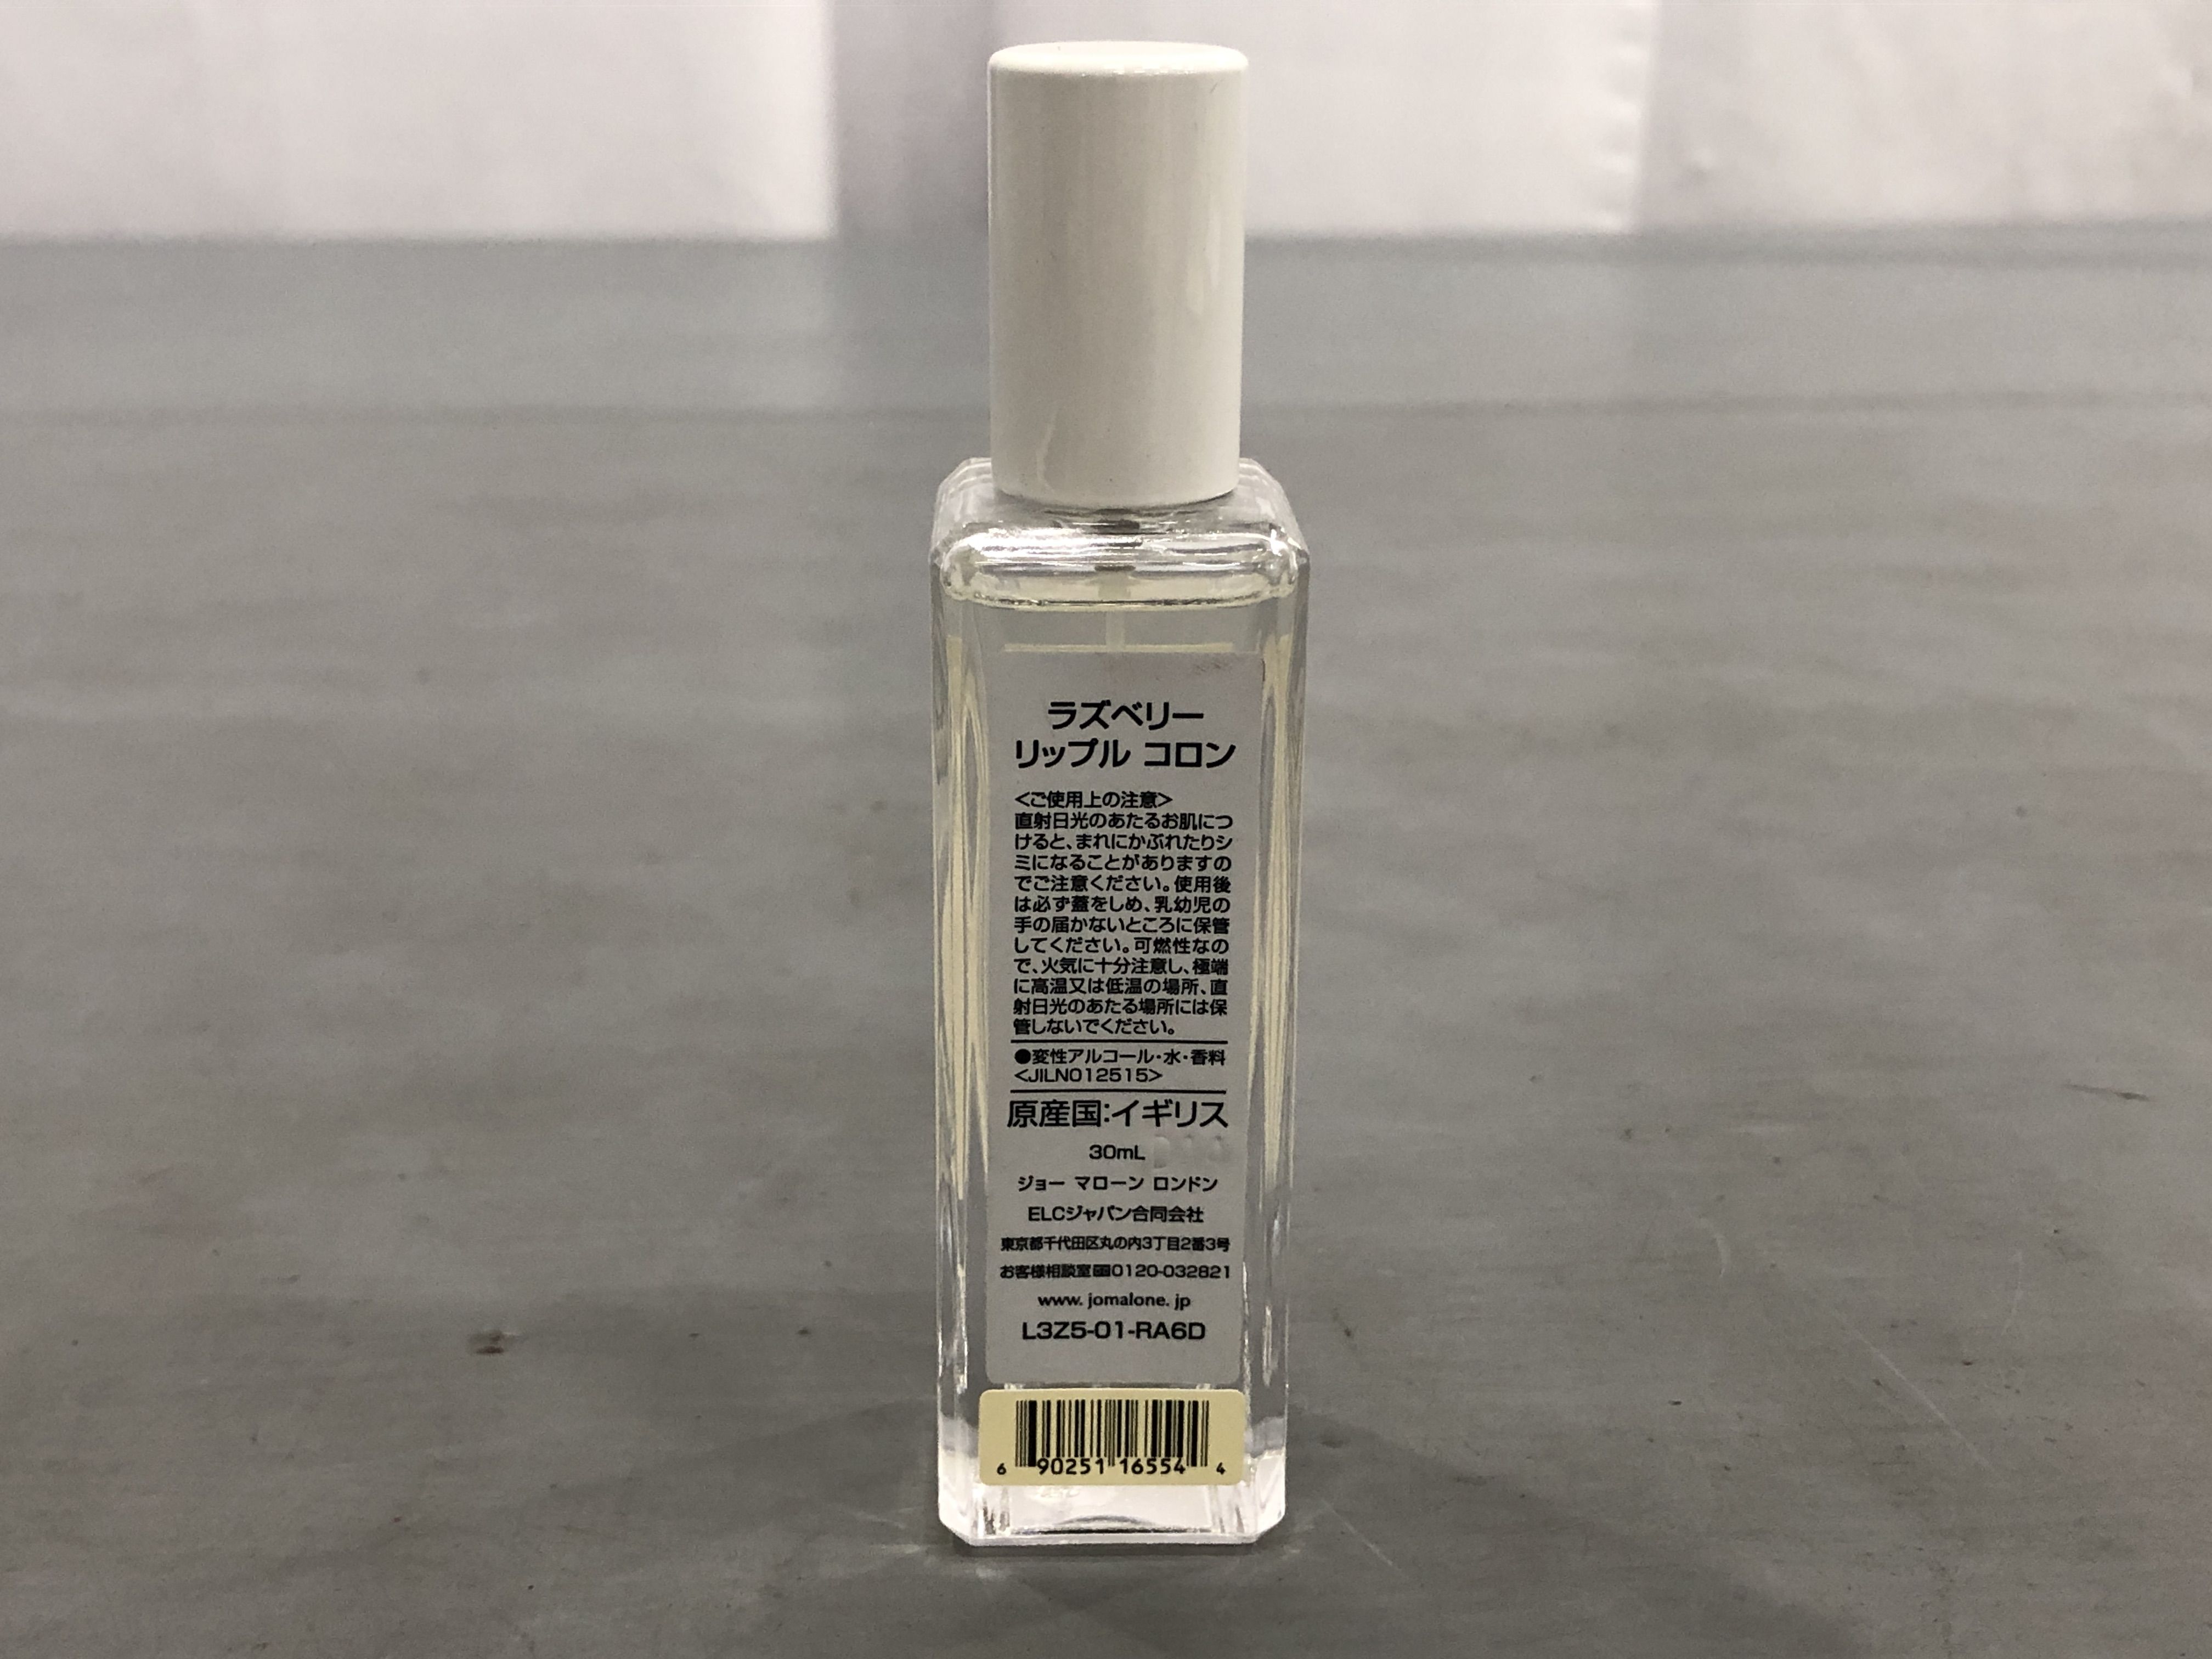 ラズベリー
リップル コロン
<ご使用上の注意>
直射日光のあたるお肌につ
けると、まれにかぶれたりシ
ミになることがありますの
でご注意ください。使用後
は必ず蓋をしめ、乳幼児の
手の届かないところに保管
してください。可燃性なの
で、火気に十分注意し、極端
に高温又は低温の場所、直
射日光のあたる場所には保
管しないでください。
●変性アルコール・水・香料
<JILN012515>
原産国:イギリス
30mL
ジョー マローン ロンドン
ELCジャパン合同会社
東京都千代田区丸の内3丁目2番3号
お客様相談室 0120-032821
www. jomalone. jp
L3Z5-01-RA6D
6 90251 16554 4